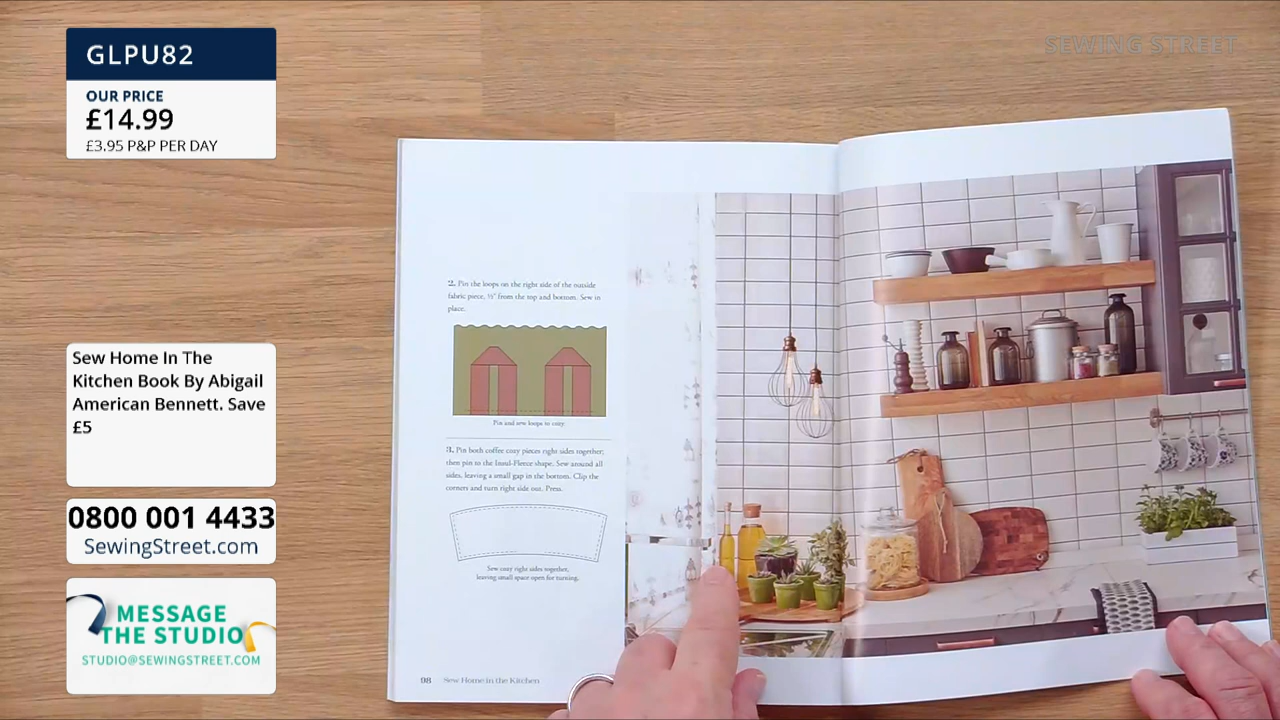 GLPU82
OUR PRICE
£14.99
£3.95 P&P PER DAY
SEWING STREET
Sew Home In The
Kitchen Book By Abigail
American Bennett. Save
£5
0800 001 4433
SewingStreet.com
MESSAGE
THE STUDIO
STUDIO@SEWINGSTREET.COM
2. Pin the loops on the right side of the outside
fabric piece, ½" from the top and bottom. Sew in
place.
Pin and sew loops to cozy.
3. Pin both coffee cozy pieces right sides together;
then pin to the Insul-Fleece shape. Sew around all
sides, leaving a small gap in the bottom. Clip the
corners and turn right side out. Press.
Sew cozy right sides together,
leaving small space open for turning.
98 Sew Home in the Kitchen